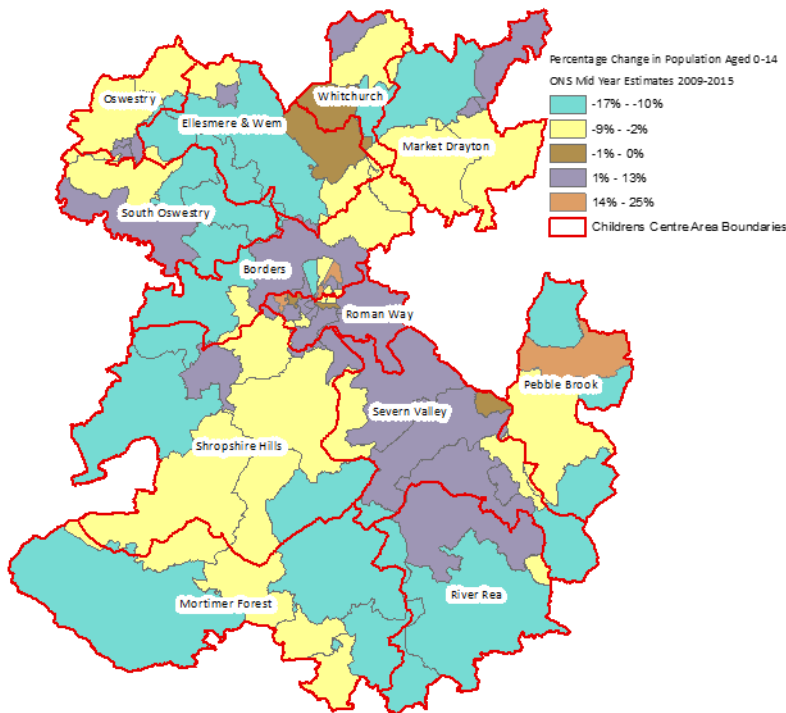 Percentage Change in Population Aged 0-14
ONS Mid Year Estimates 2009-2015
-17% - -10%
-9% - -2%
-1% - 0%
1% - 13%
14% - 25%
Childrens Centre Area Boundaries
Oswestry
Whitchurch
Ellesmere & Wem
Market Drayton
South Oswestry
Borders
Roman Way
Pebble Brook
Severn Valley
Shropshire Hills
River Rea
Mortimer Forest